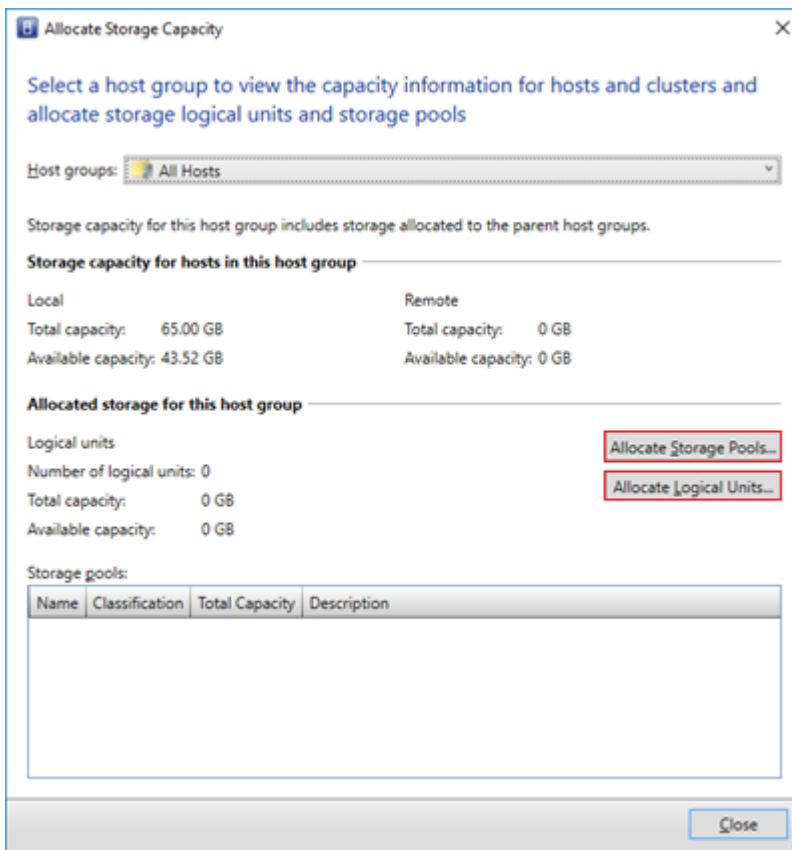 Allocate Storage Capacity
Select a host group to view the capacity information for hosts and clusters and
allocate storage logical units and storage pools
Host groups: All Hosts
Storage capacity for this host group includes storage allocated to the parent host groups.
Storage capacity for hosts in this host group
Local Remote
Total capacity: 65.00 GB Total capacity: 0 GB
Available capacity: 43.52 GB Available capacity: 0 GB
Allocated storage for this host group
Logical units
Allocate Storage Pools...
Number of logical units: 0
Total capacity: 0 GB
Allocate Logical Units...
Available capacity: 0 GB
Storage pools:
Name Classification Total Capacity Description
Close